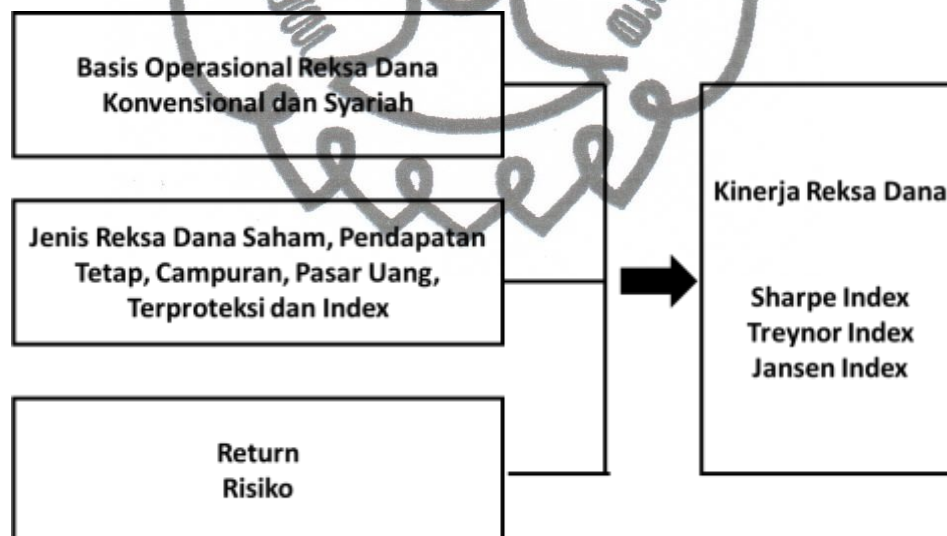 Basis Operasional Reksa Dana
Konvensional dan Syariah
Jenis Reksa Dana Saham, Pendapatan
Tetap, Campuran, Pasar Uang,
Terproteksi dan Index
Return
Risiko
Kinerja Reksa Dana
Sharpe Index
Treynor Index
Jansen Index